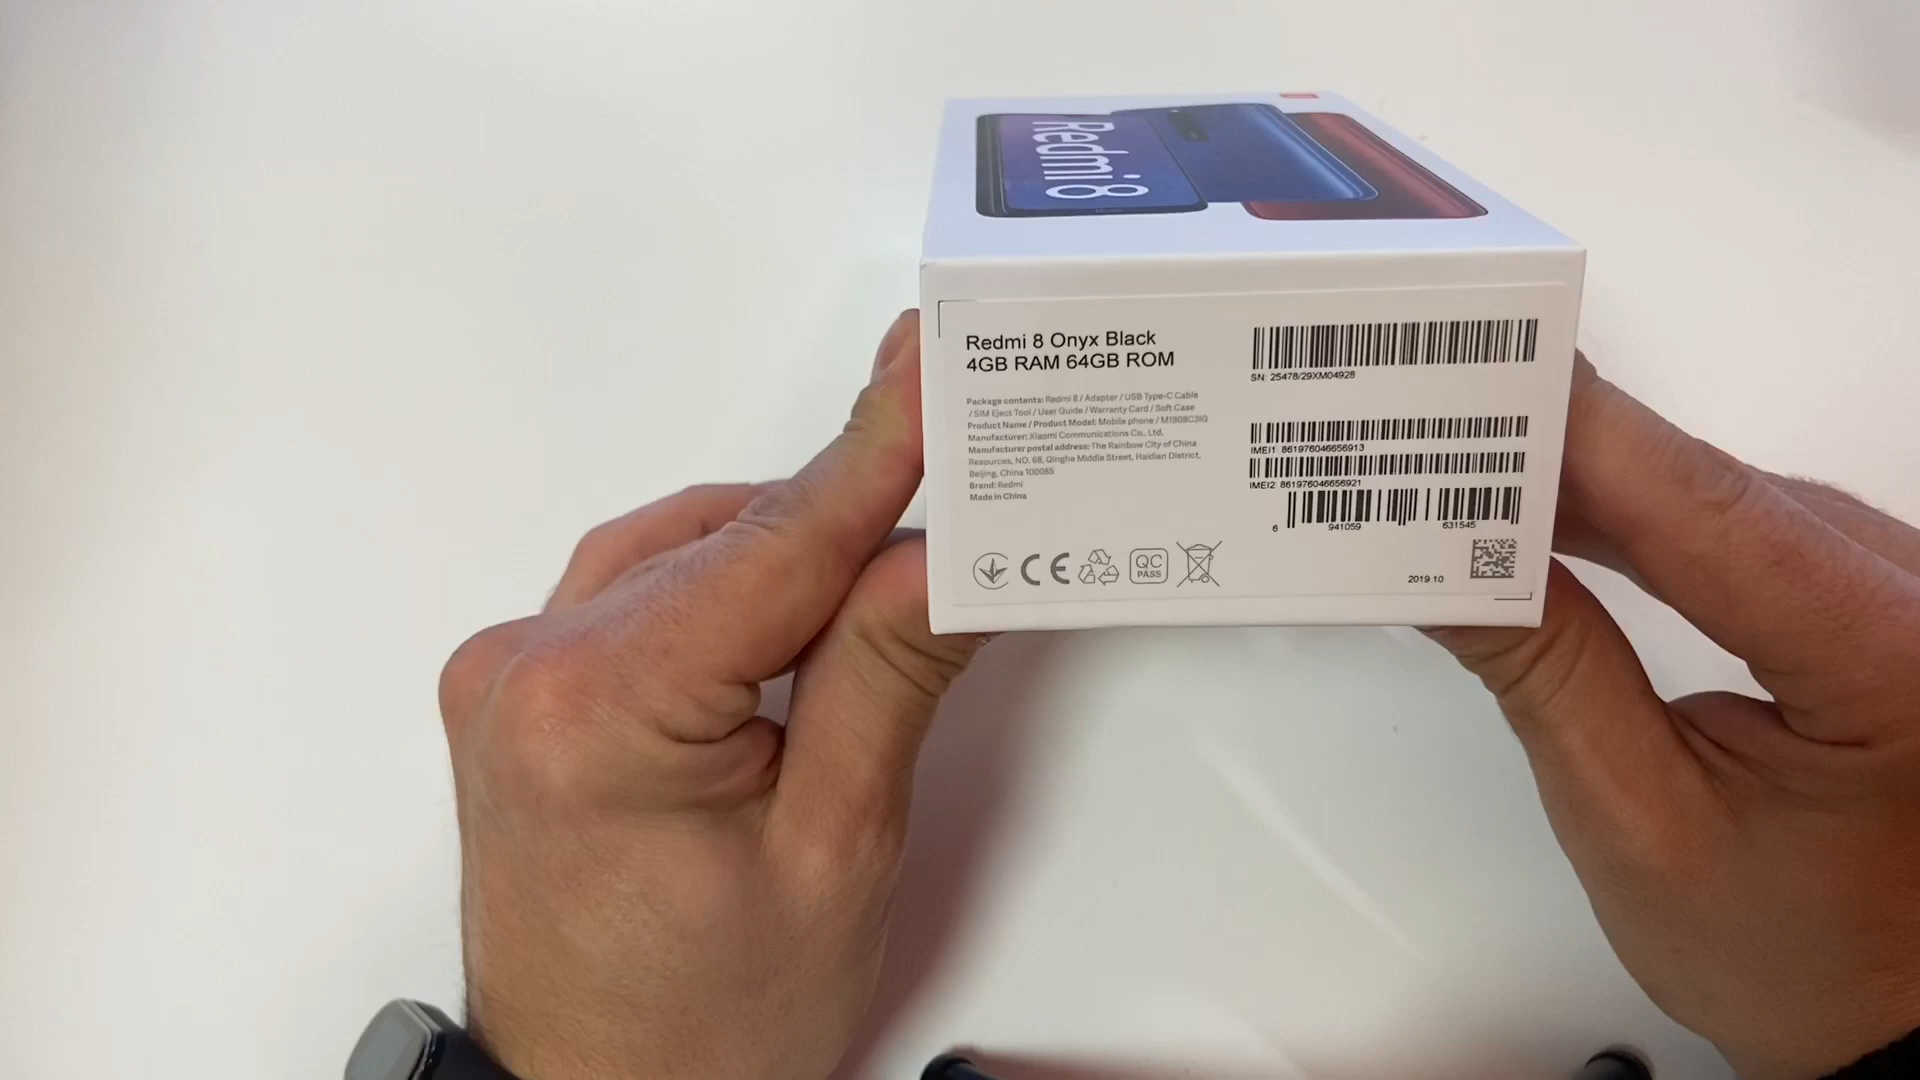 Redmi 8
Redmi 8 Onyx Black
4GB RAM 64GB ROM
Package contents: Redmi 8 / Adapter / USB Type-C Cable
/ SIM Eject Tool / User Guide / Warranty Card / Soft Case
Product Name / Product Model: Mobile phone / M1908C3IG
Manufacturer: Xiaomi Communications Co., Ltd.
Manufacturer postal address: The Rainbow City of China
Resources, NO. 68, Qinghe Middle Street, Haidian District,
Beijing, China 100085
Brand: Redmi
Made in China
CE
QC
PASS
SN: 25478/29XM04928
IMEI1 861976046656913
IMEI2 861976046656921
6 941059 631545
2019 10